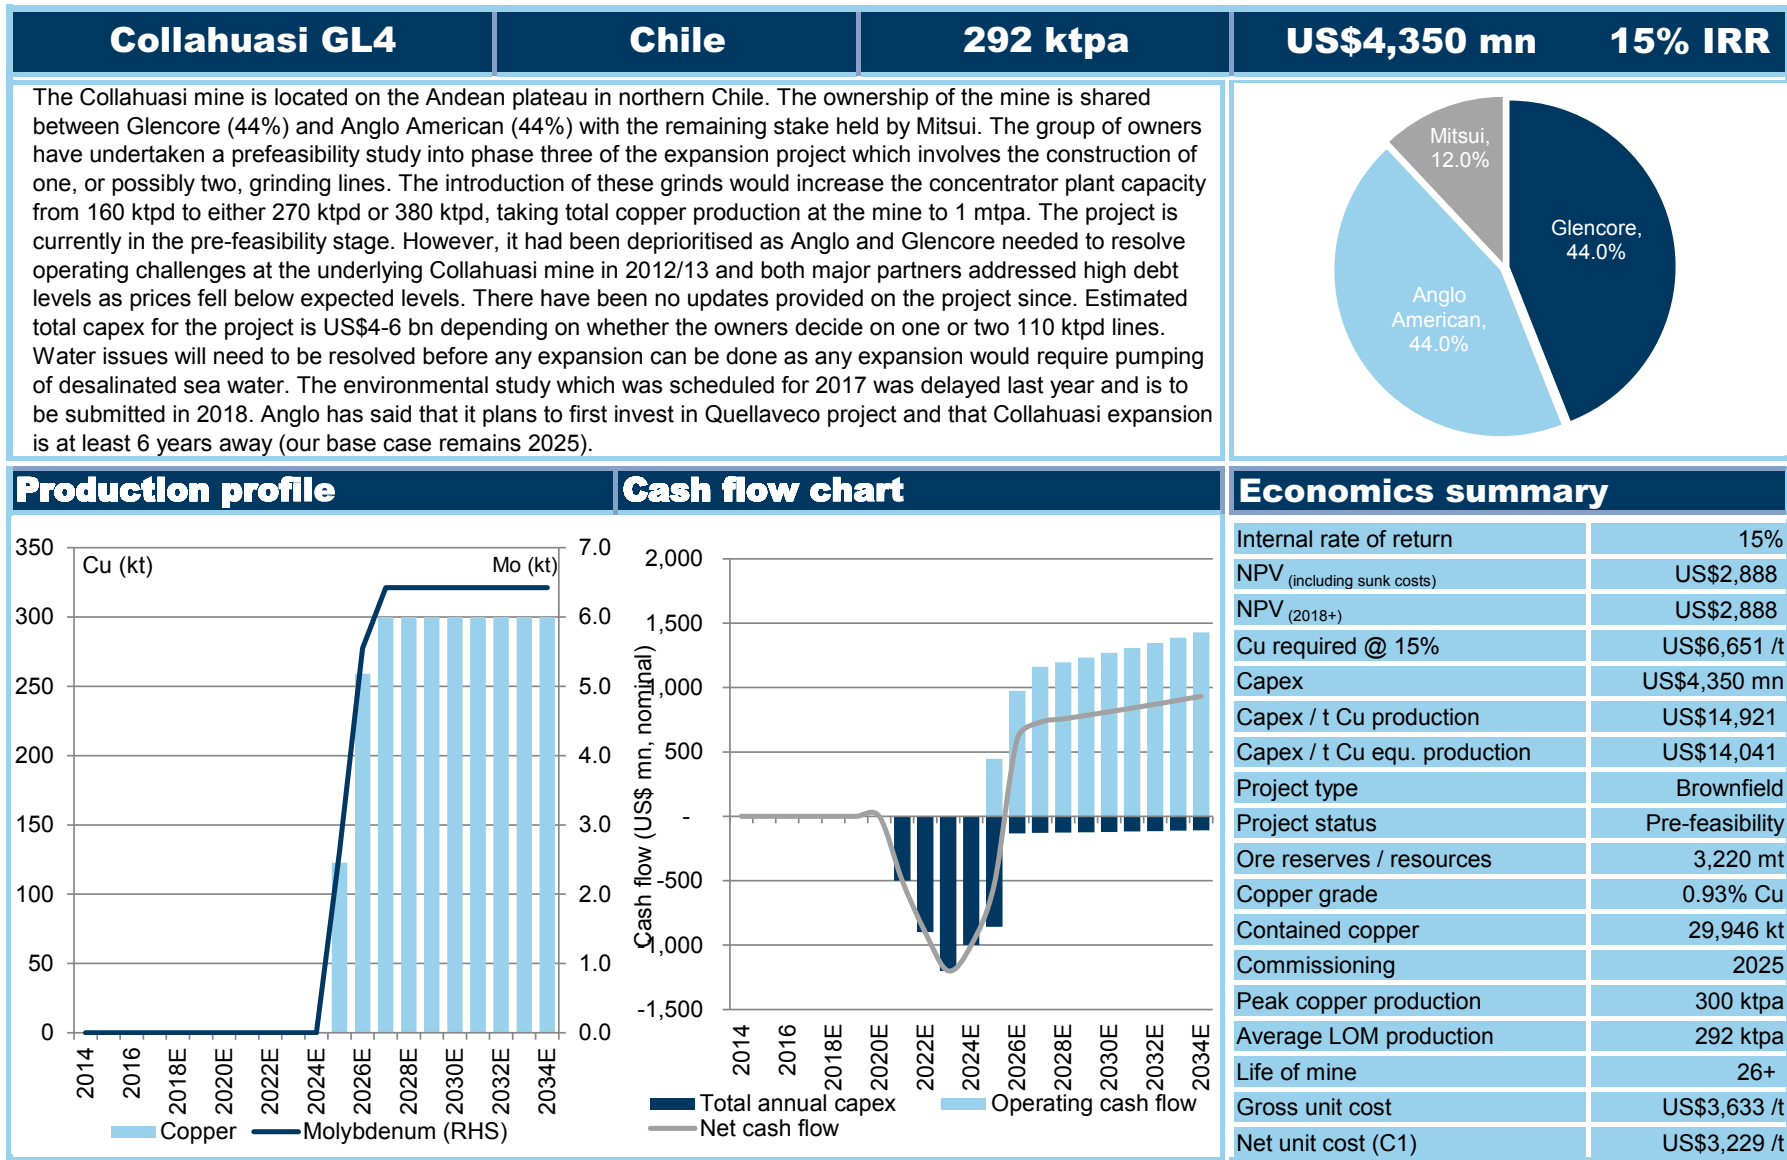 Collahuasi GL4
Chile
292 ktpa
US$4,350 mn
15% IRR
The Collahuasi mine is located on the Andean plateau in northern Chile. The ownership of the mine is shared
between Glencore (44%) and Anglo American (44%) with the remaining stake held by Mitsui. The group of owners
have undertaken a prefeasibility study into phase three of the expansion project which involves the construction of
one, or possibly two, grinding lines. The introduction of these grinds would increase the concentrator plant capacity
from 160 ktpd to either 270 ktpd or 380 ktpd, taking total copper production at the mine to 1 mtpa. The project is
currently in the pre-feasibility stage. However, it had been deprioritised as Anglo and Glencore needed to resolve
operating challenges at the underlying Collahuasi mine in 2012/13 and both major partners addressed high debt
levels as prices fell below expected levels. There have been no updates provided on the project since. Estimated
total capex for the project is US$4-6 bn depending on whether the owners decide on one or two 110 ktpd lines.
Water issues will need to be resolved before any expansion can be done as any expansion would require pumping
of desalinated sea water. The environmental study which was scheduled for 2017 was delayed last year and is to
be submitted in 2018. Anglo has said that it plans to first invest in Quellaveco project and that Collahuasi expansion
is at least 6 years away (our base case remains 2025).
Mitsui,
12.0%
Glencore,
44.0%
Anglo
American,
44.0%
Production profile
350
300
250
200
150
100
50
0
Cu (kt)
Mo (kt)
7.0
6.0
5.0
4.0
3.0
2.0
1.0
0.0
2014
2016
2018E
2020E
2022E
2024E
2026E
2028E
2030E
2032E
2034E
Copper
Molybdenum (RHS)
Cash flow chart
Cash flow (US$ mn, nominal)
2,000
1,500
1,000
500
-
-500
-1,000
-1,500
2014
2016
2018E
2020E
2022E
2024E
2026E
2028E
2030E
2032E
2034E
Total annual capex
Operating cash flow
Net cash flow
Economics summary
Internal rate of return 15%
NPV (including sunk costs) US$2,888
NPV (2018+) US$2,888
Cu required @ 15% US$6,651 /t
Capex US$4,350 mn
Capex / t Cu production US$14,921
Capex / t Cu equ. production US$14,041
Project type Brownfield
Project status Pre-feasibility
Ore reserves / resources 3,220 mt
Copper grade 0.93% Cu
Contained copper 29,946 kt
Commissioning 2025
Peak copper production 300 ktpa
Average LOM production 292 ktpa
Life of mine 26+
Gross unit cost US$3,633 /t
Net unit cost (C1) US$3,229 /t